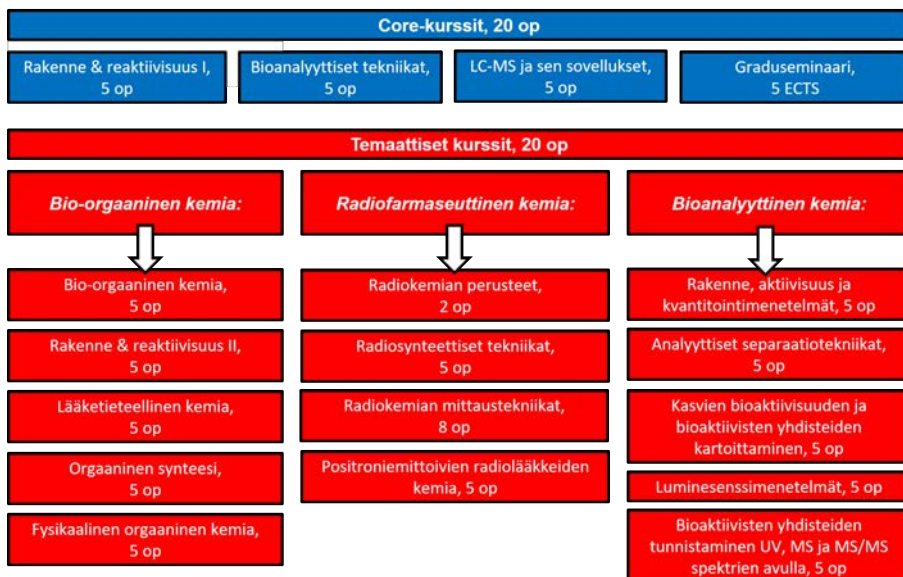 Core-kurssit, 20 op
Rakenne & reaktiivisuus I,
5 op
Bioanalyyttiset tekniikat,
5 op
LC-MS ja sen sovellukset,
5 op
Graduseminaari,
5 ECTS
Temaattiset kurssit, 20 op
Bio-orgaaninen kemia:
Bio-orgaaninen kemia,
5 op
Rakenne & reaktiivisuus II,
5 op
Lääketieteellinen kemia,
5 op
Orgaaninen synteesi,
5 op
Fysikaalinen orgaaninen kemia,
5 op
Radiofarmaseuttinen kemia:
Radiokemian perusteet,
2 op
Radiosynteettiset tekniikat,
5 op
Radiokemian mittaustekniikat,
8 op
Positroniemittoivien radiolääkkeiden
kemia, 5 op
Bioanalyyttinen kemia:
Rakenne, aktiivisuus ja
kvantitointimenetelmät, 5 op
Analyyttiset separaatiotekniikat,
5 op
Kasvien bioaktiivisuuden ja
bioaktivisten yhdisteiden
kartoittaminen, 5 op
Luminesenssimenetelmät, 5 op
Bioaktiivisten yhdisteiden
tunnistaminen UV, MS ja MS/MS
spektrien avulla, 5 op